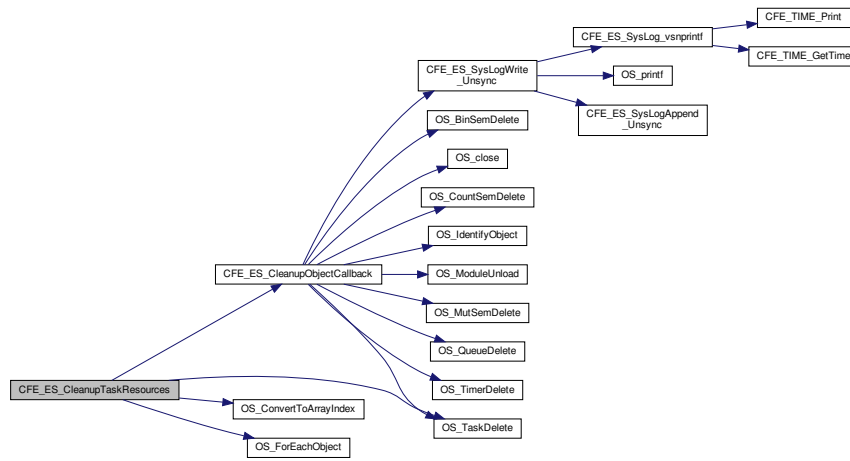 CFE_TIME_Print
CFE_ES_SysLog_vsnprintf
CFE_TIME_GetTime
CFE_ES_SysLogWrite
_Unsync
OS_printf
CFE_ES_SysLogAppend
_Unsync
OS_BinSemDelete
OS_close
OS_CountSemDelete
OS_IdentifyObject
CFE_ES_CleanupObjectCallback
OS_ModuleUnload
OS_MutSemDelete
OS_QueueDelete
CFE_ES_CleanupTaskResources
OS_TimerDelete
OS_ConvertToArrayIndex
OS_TaskDelete
OS_ForEachObject